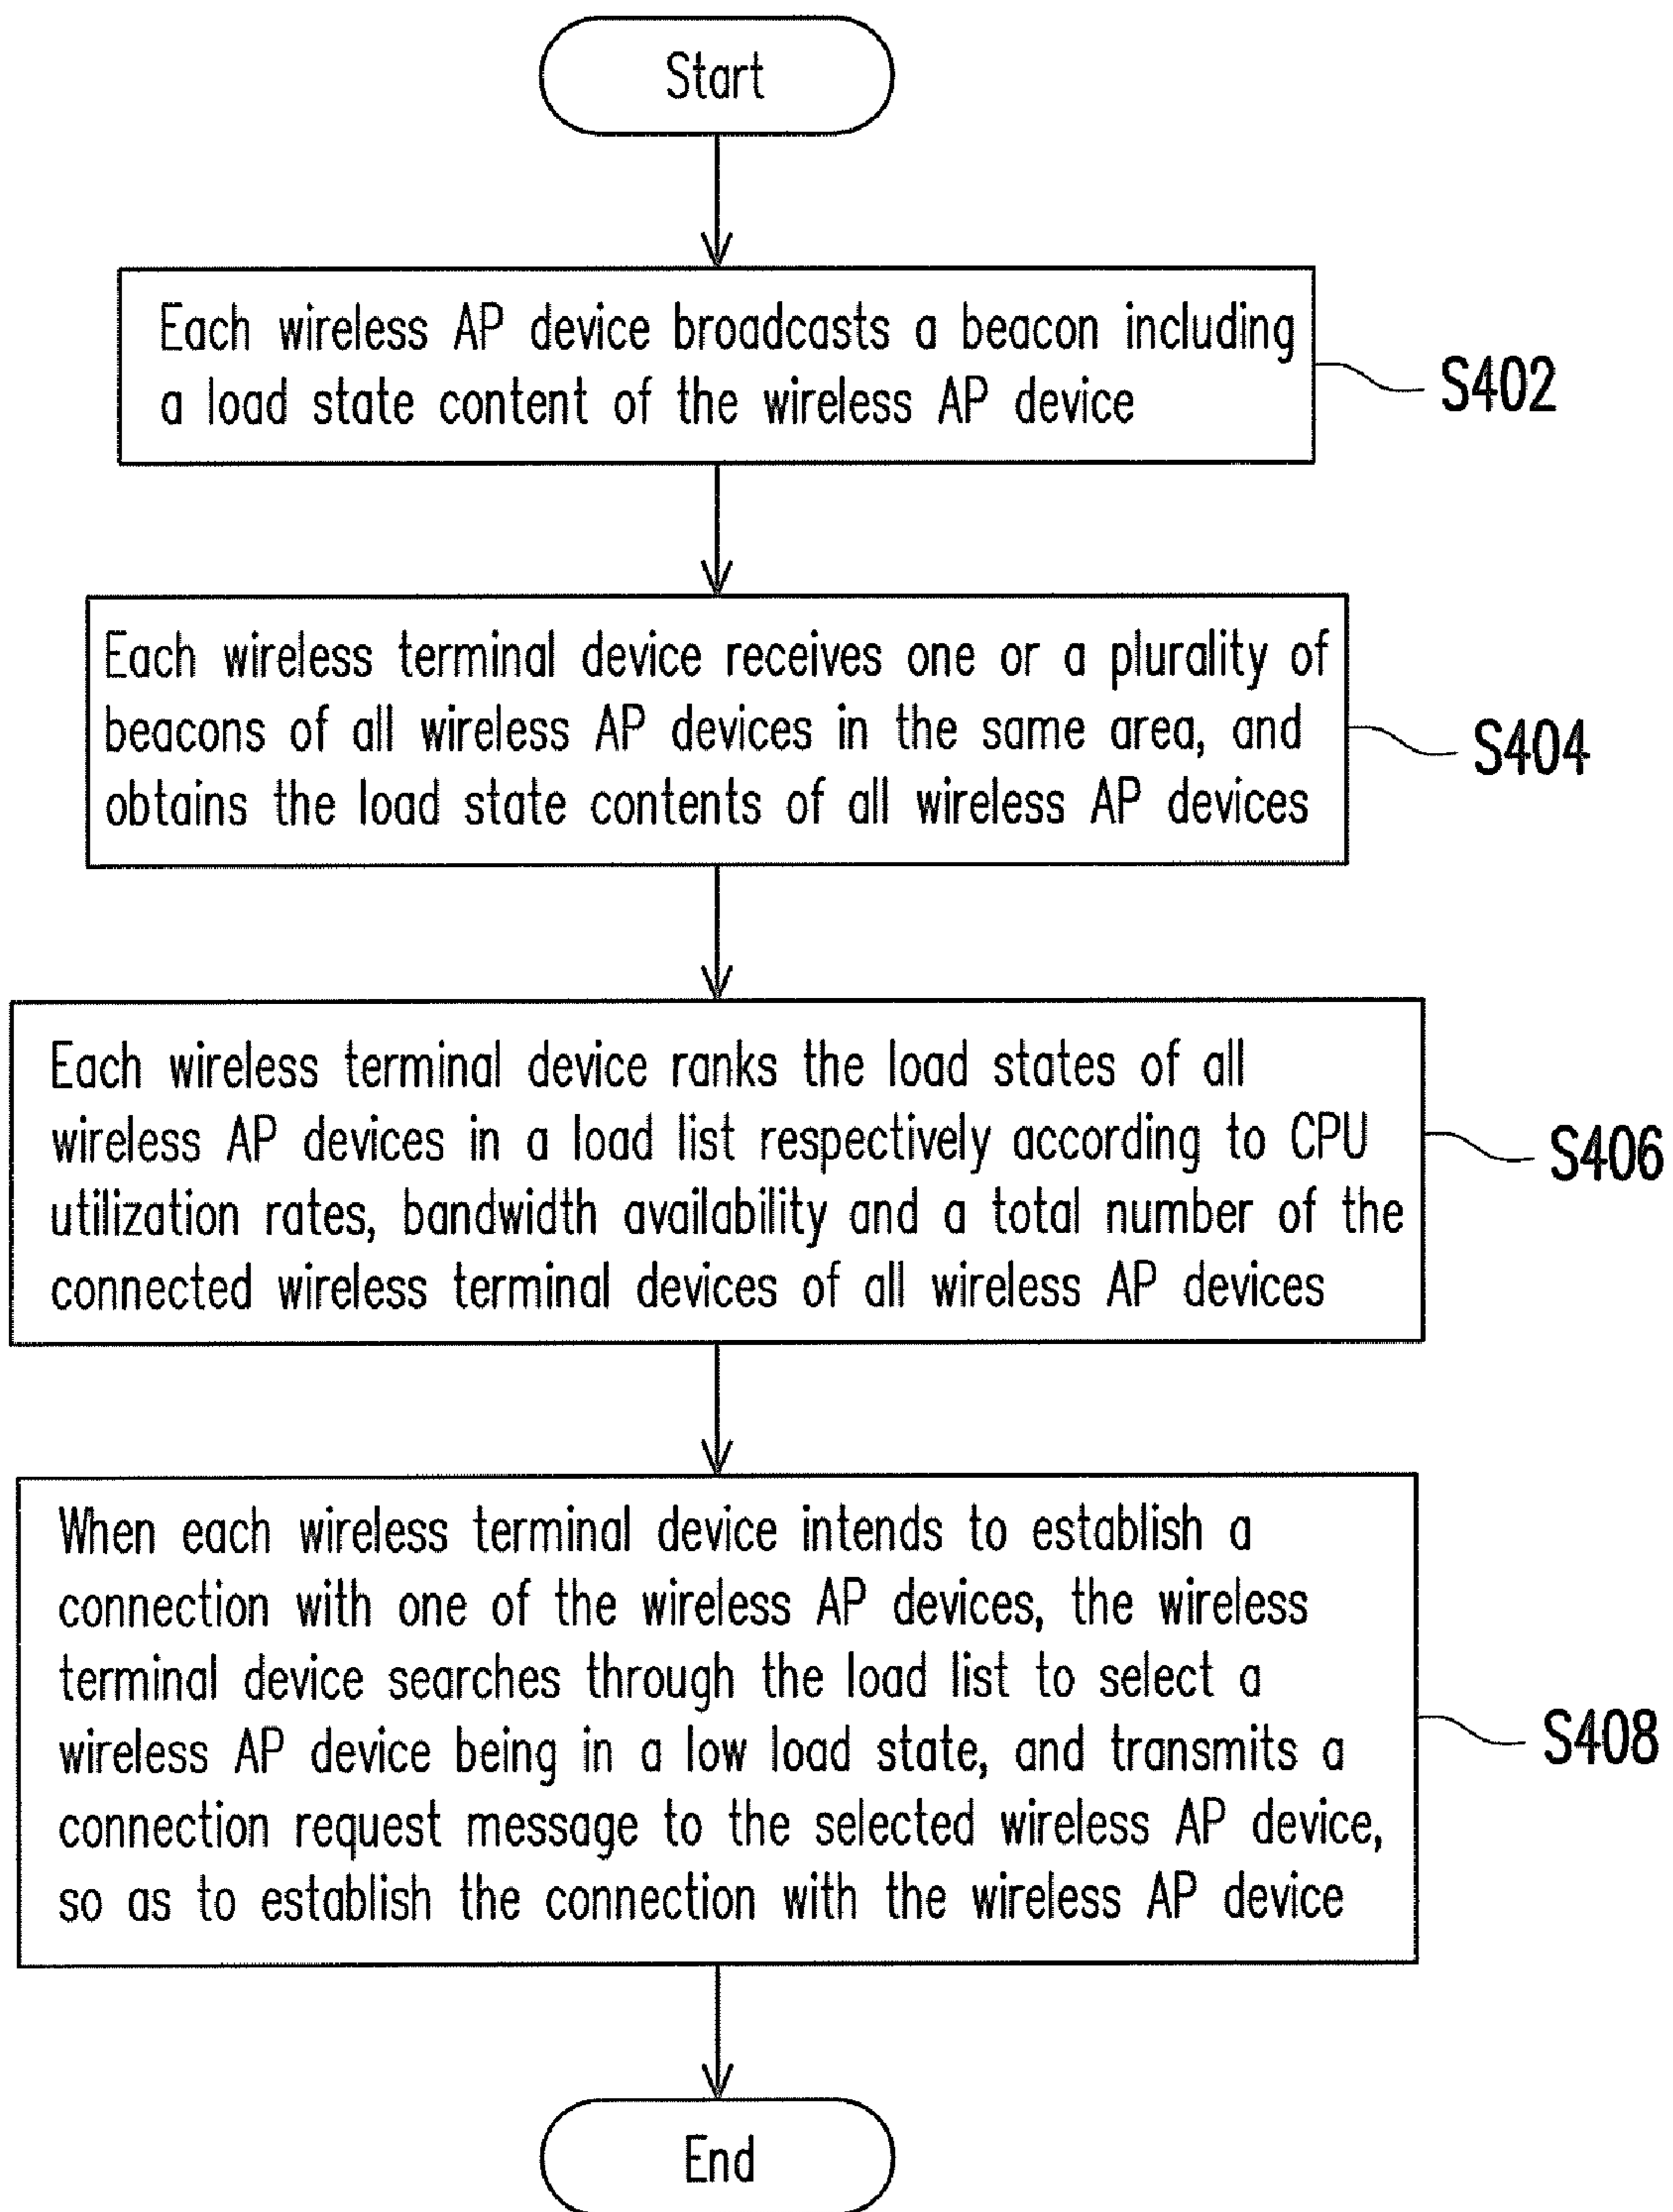 Start
Each wireless AP device broadcasts a beacon including
a load state content of the wireless AP device
S402
Each wireless terminal device receives one or a plurality of
beacons of all wireless AP devices in the same area, and
obtains the load state contents of all wireless AP devices
S404
Each wireless terminal device ranks the load states of all
wireless AP devices in a load list respectively according to CPU
utilization rates, bandwidth availability and a total number of the
connected wireless terminal devices of all wireless AP devices
S406
When each wireless terminal device intends to establish a
connection with one of the wireless AP devices, the wireless
terminal device searches through the load list to select a
wireless AP device being in a low load state, and transmits a
connection request message to the selected wireless AP device,
so as to establish the connection with the wireless AP device
S408
End